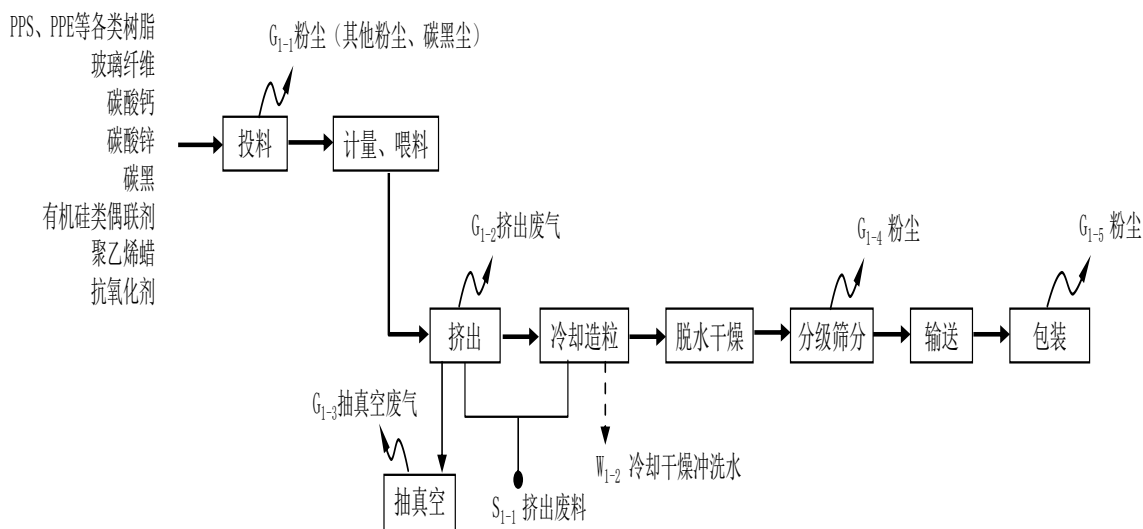 PPS、PPE等各类树脂
玻璃纤维
碳酸钙
碳酸锌
碳黑
有机硅类偶联剂
聚乙烯蜡
抗氧化剂
G1-1粉尘（其他粉尘、碳黑尘）
投料
计量、喂料
G1-2挤出废气
G1-4 粉尘
G1-5 粉尘
挤出
冷却造粒
脱水干燥
分级筛分
输送
包装
G1-3抽真空废气
抽真空
S1-1 挤出废料
W1-2 冷却干燥冲洗水